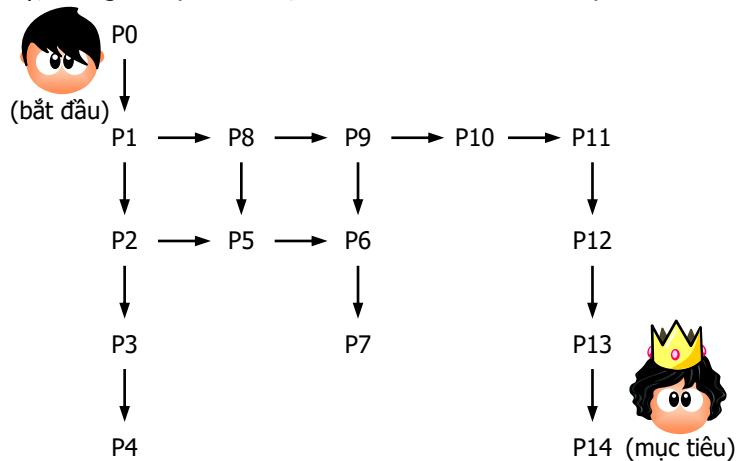 P0
(bắt đầu)
P1 P8 P9 P10 P11
P2 P5 P6 P12
P3 P7 P13
P4 P14 (mục tiêu)